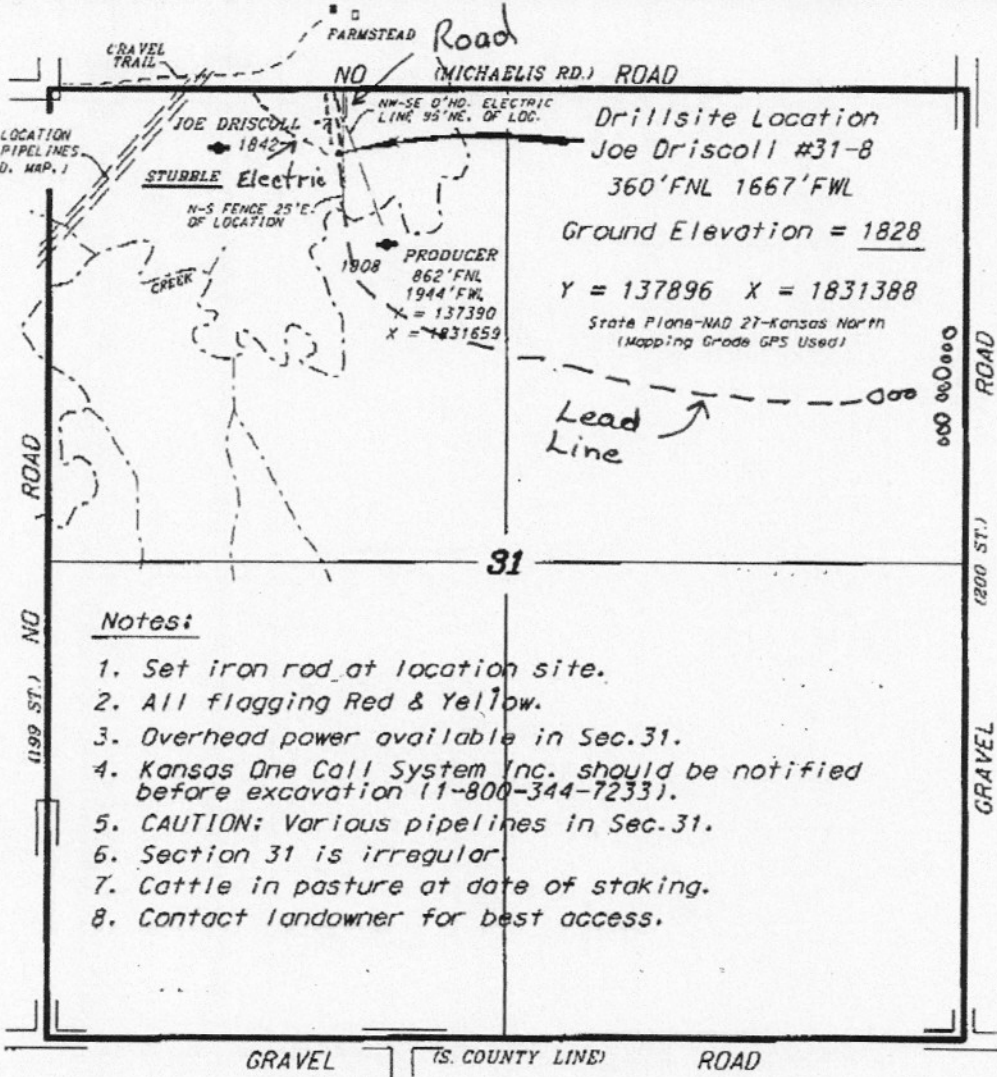 FARMSTEAD
Road
GRAVEL
TRAIL
NO (MICHAELIS RD.) ROAD
NW-SE O'HD. ELECTRIC
LINE 95'NE. OF LOC.
LOCATION
PIPELINES
D. MAP.)
JOE DRISCOLL
1842
STUBBLE
Electric
N-S FENCE 25'E.
OF LOCATION
Drillsite Location
Joe Driscoll #31-8
360'FNL 1667'FWL
Ground Elevation = 1828
Y = 137896 X = 1831388
State Plane-NAD 27-Kansas North
(Mapping Grade GPS Used)
CREEK
1808
PRODUCER
862'FNL
1944'FWL
= 137390
X = 1831659
Lead
Line
ROAD
NO
(199 ST.)
ROAD
(200 ST.)
GRAVEL
31
Notes:
1. Set iron rod at location site.
2. All flagging Red & Yellow.
3. Overhead power available in Sec.31.
4. Kansas One Call System Inc. should be notified
before excavation (1-800-344-7233).
5. CAUTION: Various pipelines in Sec.31.
6. Section 31 is irregular.
7. Cattle in pasture at date of staking.
8. Contact landowner for best access.
GRAVEL (S. COUNTY LINE) ROAD